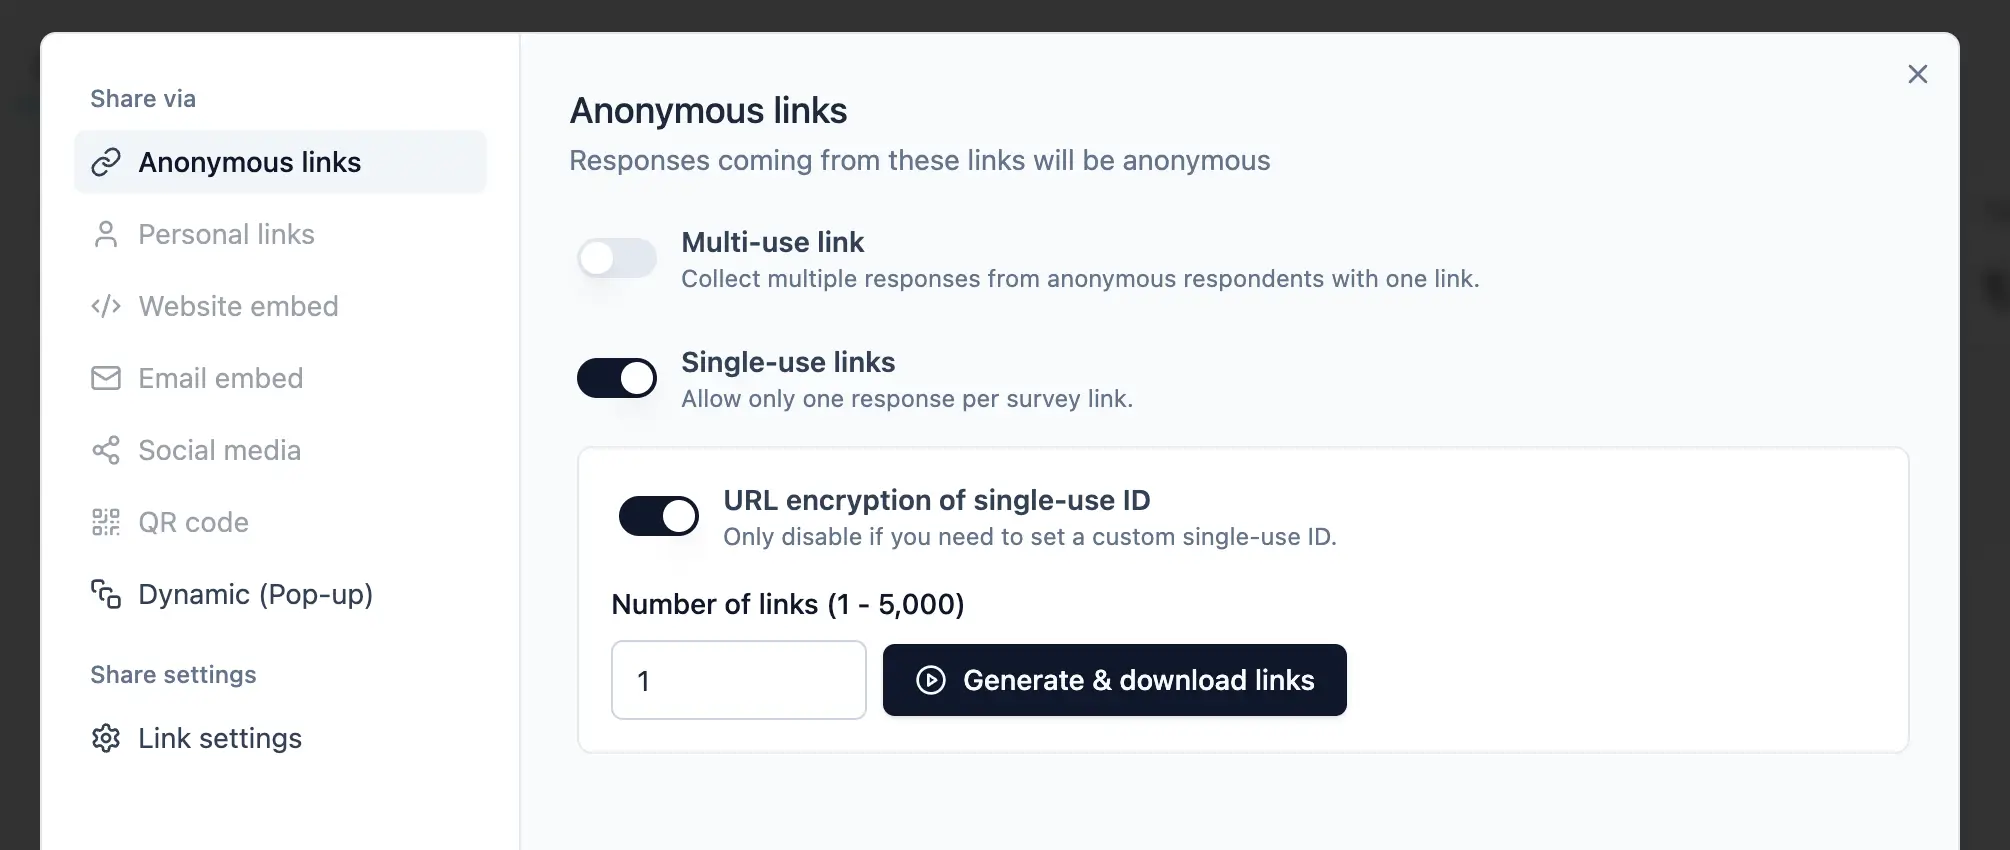 Share via
Anonymous links
Personal links
Website embed
Email embed
Social media
QR code
Dynamic (Pop-up)
Share settings
Link settings
Anonymous links
Responses coming from these links will be anonymous
Multi-use link
Collect multiple responses from anonymous respondents with one link.
Single-use links
Allow only one response per survey link.
URL encryption of single-use ID
Only disable if you need to set a custom single-use ID.
Number of links (1 - 5,000)
1
Generate & download links